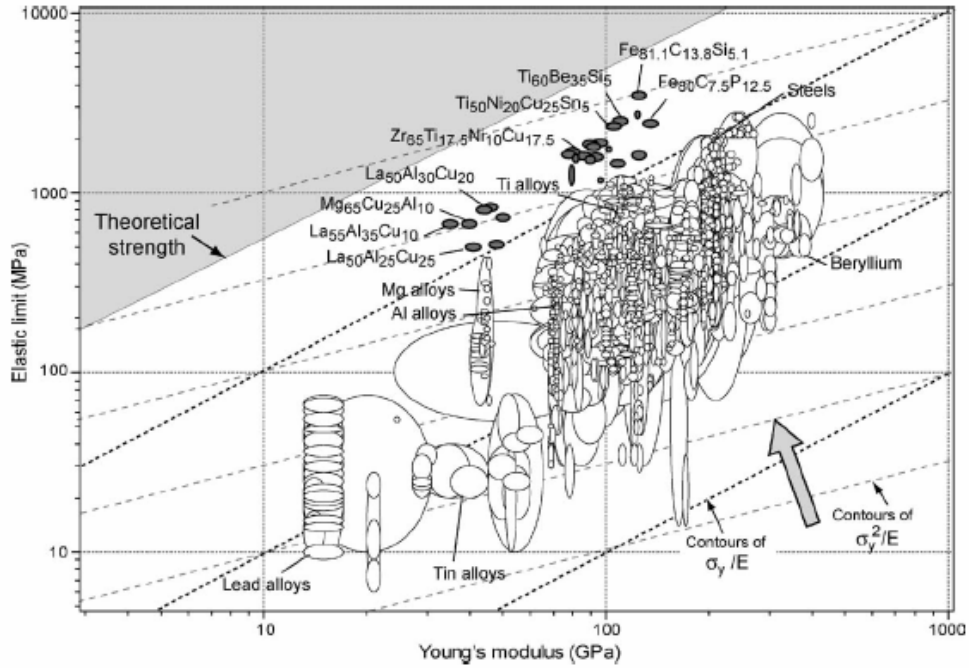 10000
1000
100
10
Elastic limit (MPa)
10
100
1000
Young's modulus (GPa)
Theoretical
strength
Fe81.1C13.8Si5.1
Ti60Be35Si5
Fe80C7.5P12.5
Ti50Ni20Cu25Sn5
Steels
Zr65Ti17.5Nr10Cu17.5
La50Al30Cu20
Ti alloys
Mg65Cu25Al10
La55Al35Cu10
La50Al25Cu25
Beryllium
Mg alloys
Al alloys
Lead alloys
Tin alloys
Contours of
σy /E
Contours of
σy²/E